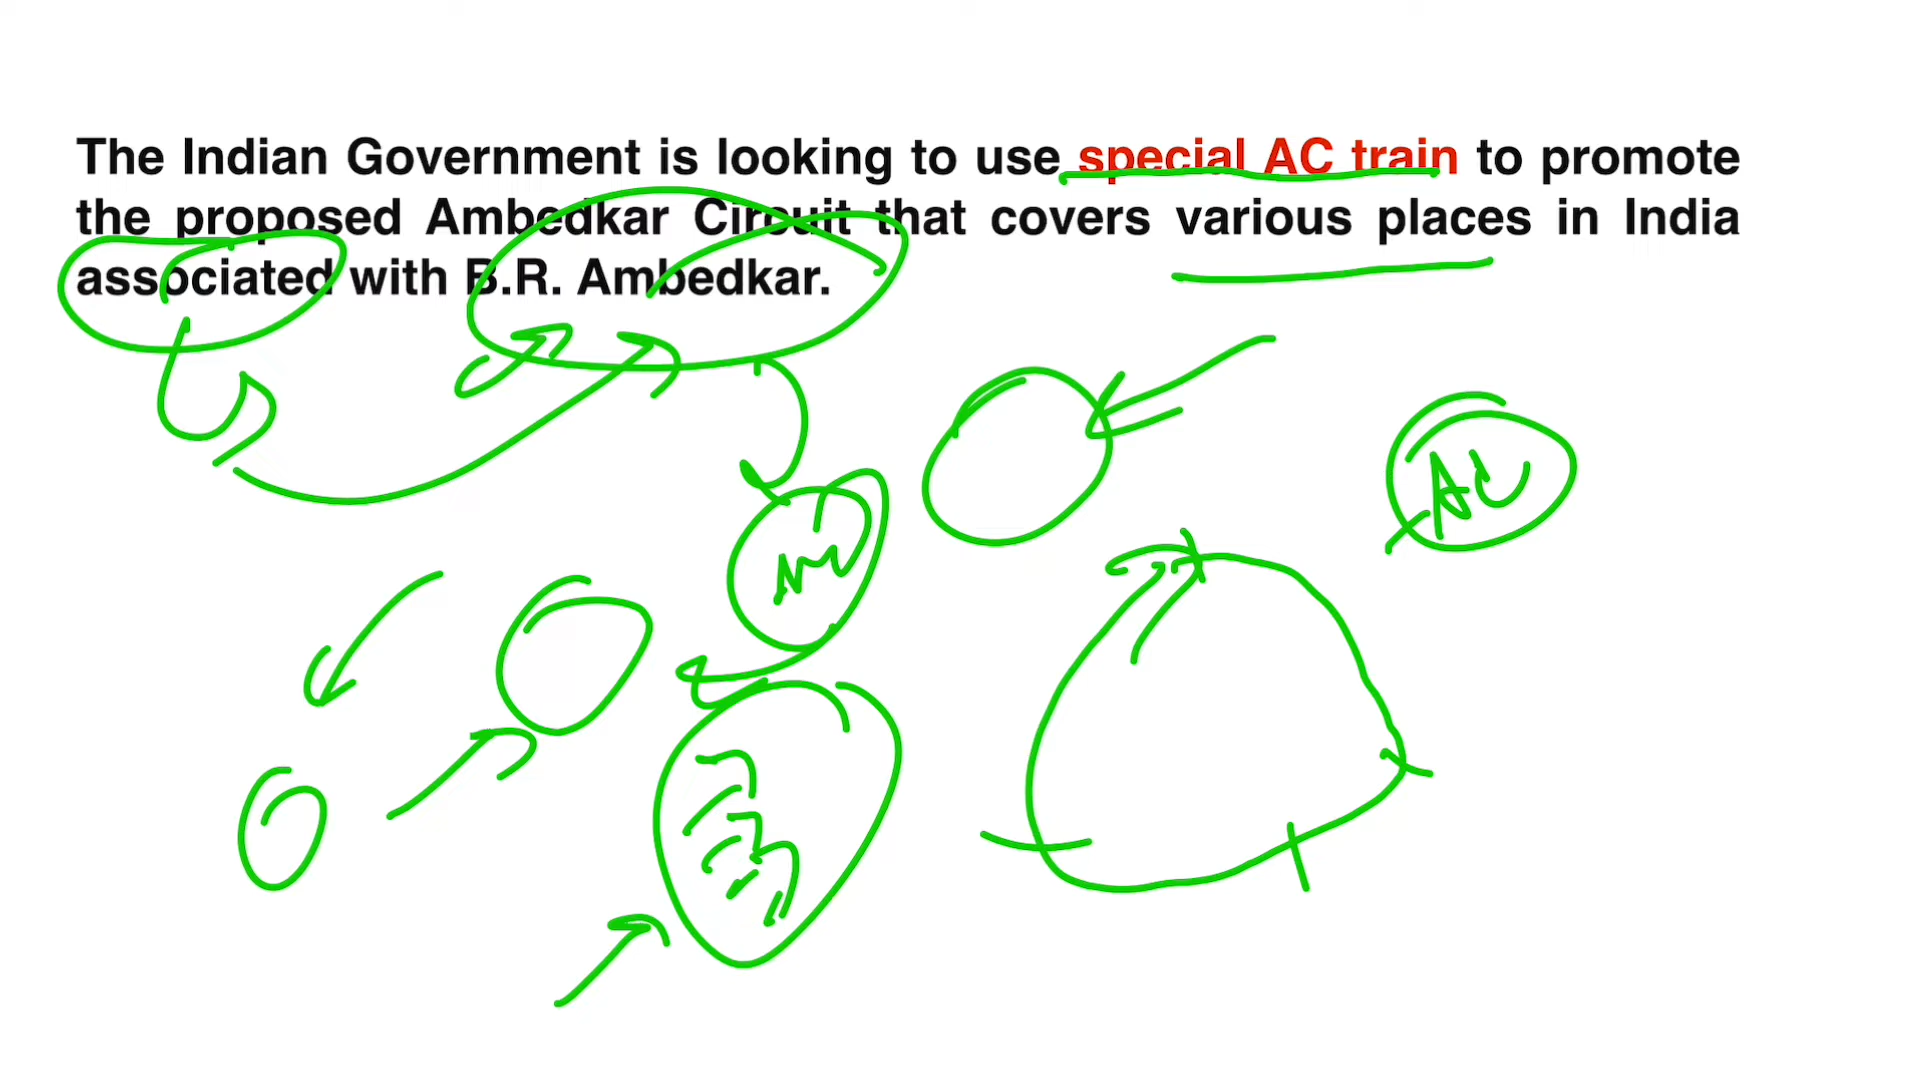 The Indian Government is looking to use special AC train to promote
the proposed Ambedkar Circuit that covers various places in India
associated with B.R. Ambedkar.
AC